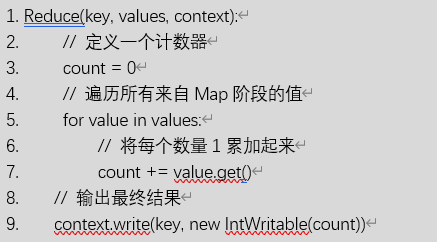 1. Reduce(key, values, context):
2. // 定义一个计数器
3. count = 0
4. // 遍历所有来自 Map 阶段的值
5. for value in values:
6. // 将每个数量 1 累加起来
7. count += value.get()
8. // 输出最终结果
9. context.write(key, new IntWritable(count))